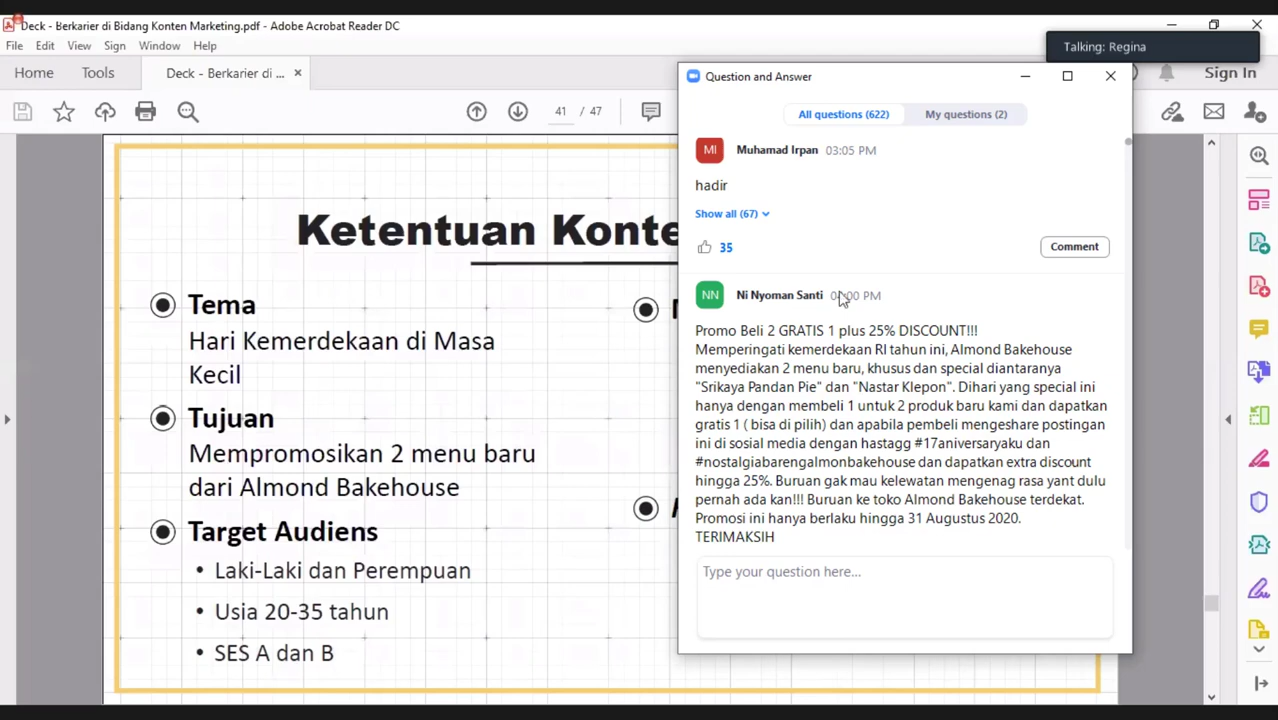 Deck - Berkarier di Bidang Konten Marketing.pdf - Adobe Acrobat Reader DC
File Edit View Sign Window Help
Talking: Regina
Home Tools Deck - Berkarier di ... Sign In
41 / 47
Ketentuan Konte
Tema
Hari Kemerdekaan di Masa
Kecil
Tujuan
Mempromosikan 2 menu baru
dari Almond Bakehouse
Target Audiens
• Laki-Laki dan Perempuan
• Usia 20-35 tahun
• SES A dan B
Question and Answer
All questions (622) My questions (2)
MI Muhamad Irpan 03:05 PM
hadir
Show all (67)
35 Comment
NN Ni Nyoman Santi PM
Promo Beli 2 GRATIS 1 plus 25% DISCOUNT!!!
Memperingati kemerdekaan RI tahun ini, Almond Bakehouse
menyediakan 2 menu baru, khusus dan special diantaranya
"Srikaya Pandan Pie" dan "Nastar Klepon". Dihari yang special ini
hanya dengan membeli 1 untuk 2 produk baru kami dan dapatkan
gratis 1 ( bisa di pilih) dan apabila pembeli mengeshare postingan
ini di sosial media dengan hastagg #17aniversaryaku dan
#nostalgiabarengalmonbakehouse dan dapatkan extra discount
hingga 25%. Buruan gak mau kelewatan mengenag rasa yant dulu
pernah ada kan!!! Buruan ke toko Almond Bakehouse terdekat.
Promosi ini hanya berlaku hingga 31 Augustus 2020.
TERIMAKSIH
Type your question here...